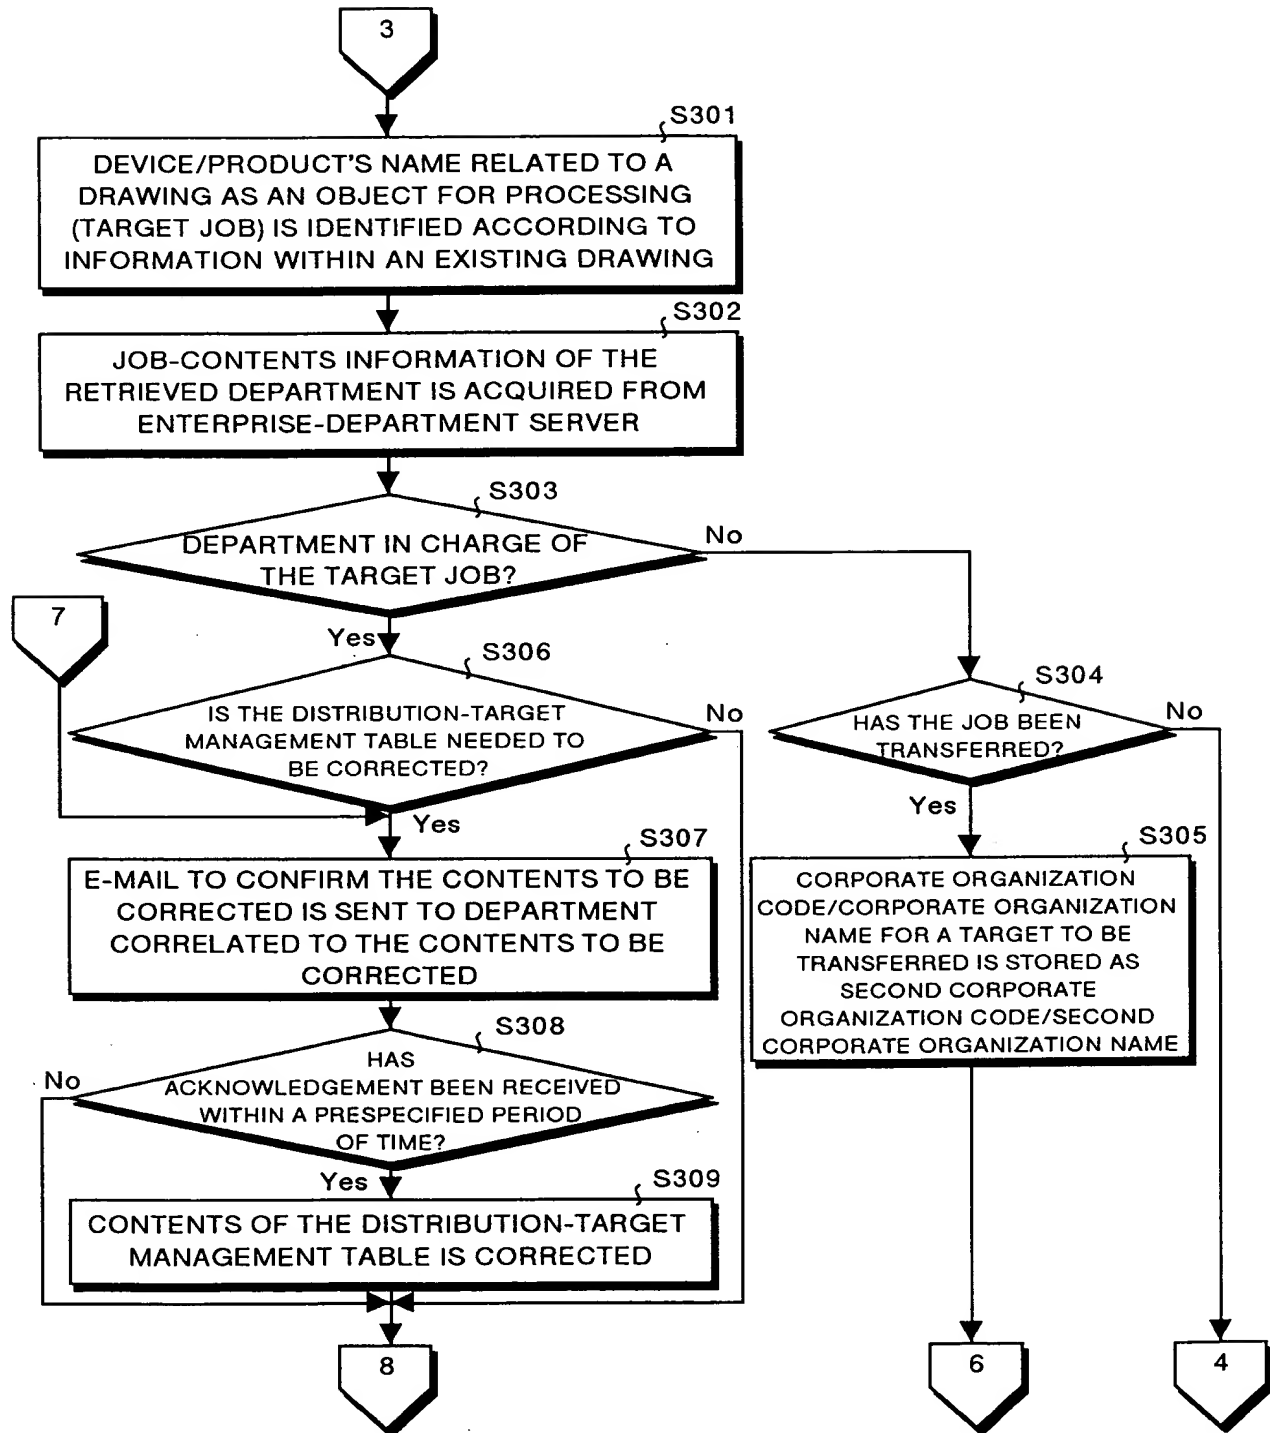 3
S301
DEVICE/PRODUCT'S NAME RELATED TO A
DRAWING AS AN OBJECT FOR PROCESSING
(TARGET JOB) IS IDENTIFIED ACCORDING TO
INFORMATION WITHIN AN EXISTING DRAWING
S302
JOB-CONTENTS INFORMATION OF THE
RETRIEVED DEPARTMENT IS ACQUIRED FROM
ENTERPRISE-DEPARTMENT SERVER
S303
DEPARTMENT IN CHARGE OF
THE TARGET JOB?
No
Yes
7
S306
IS THE DISTRIBUTION-TARGET
MANAGEMENT TABLE NEEDED TO
BE CORRECTED?
No
Yes
S304
HAS THE JOB BEEN
TRANSFERRED?
No
Yes
S307
E-MAIL TO CONFIRM THE CONTENTS TO BE
CORRECTED IS SENT TO DEPARTMENT
CORRELATED TO THE CONTENTS TO BE
CORRECTED
S305
CORPORATE ORGANIZATION
CODE/CORPORATE ORGANIZATION
NAME FOR A TARGET TO BE
TRANSFERRED IS STORED AS
SECOND CORPORATE
ORGANIZATION CODE/SECOND
CORPORATE ORGANIZATION NAME
S308
HAS
ACKNOWLEDGEMENT BEEN RECEIVED
WITHIN A PRESPECIFIED PERIOD
OF TIME?
No
Yes
S309
CONTENTS OF THE DISTRIBUTION-TARGET
MANAGEMENT TABLE IS CORRECTED
8
6
4